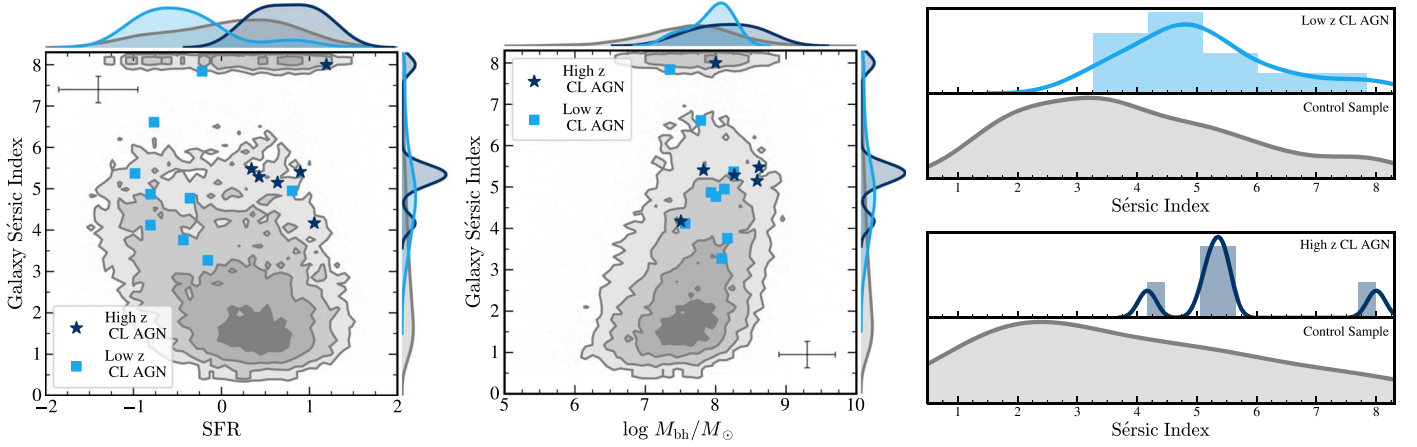 Galaxy Sérsic Index
8
7
6
5
4
3
2
1
0
High z
CL AGN
Low z
CL AGN
−2
−1
0
1
2
SFR
Galaxy Sérsic Index
8
7
6
5
4
3
2
1
0
High z
CL AGN
Low z
CL AGN
5
6
7
8
9
10
log M_bh/M_⊙
Low z CL AGN
Control Sample
1 2 3 4 5 6 7 8
Sérsic Index
High z CL AGN
Control Sample
1 2 3 4 5 6 7 8
Sérsic Index